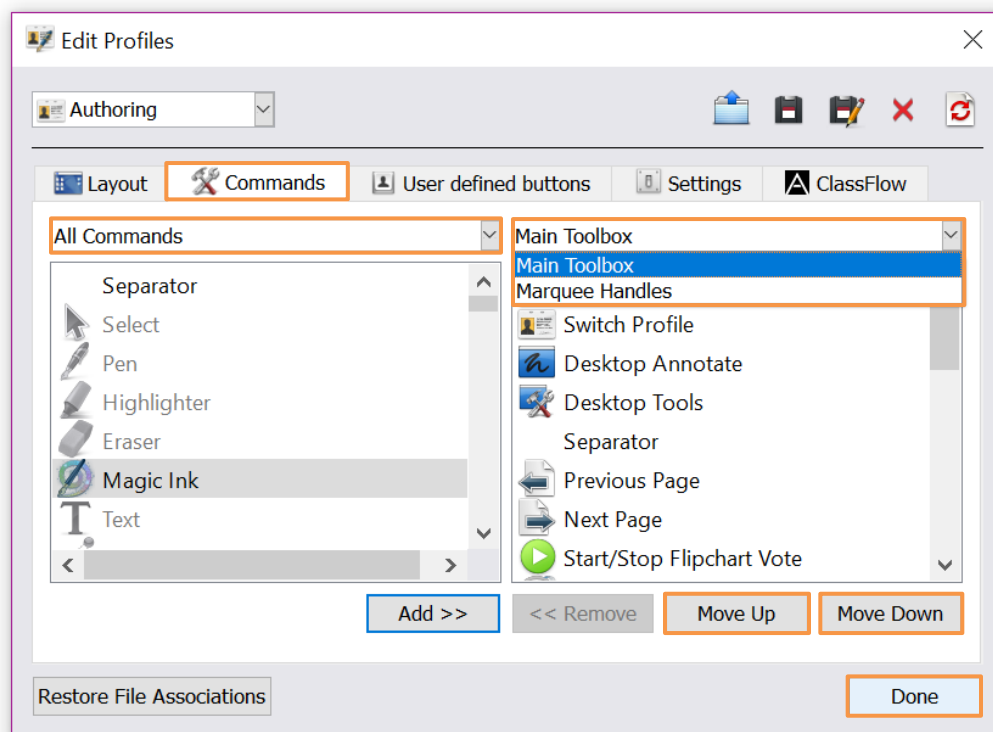 Edit Profiles
Authoring
Layout
Commands
User defined buttons
Settings
ClassFlow
All Commands
Separator
Select
Pen
Highlighter
Eraser
Magic Ink
Text
Main Toolbox
Main Toolbox
Marquee Handles
Switch Profile
Desktop Annotate
Desktop Tools
Separator
Previous Page
Next Page
Start/Stop Flipchart Vote
Add >>
<< Remove
Move Up
Move Down
Restore File Associations
Done